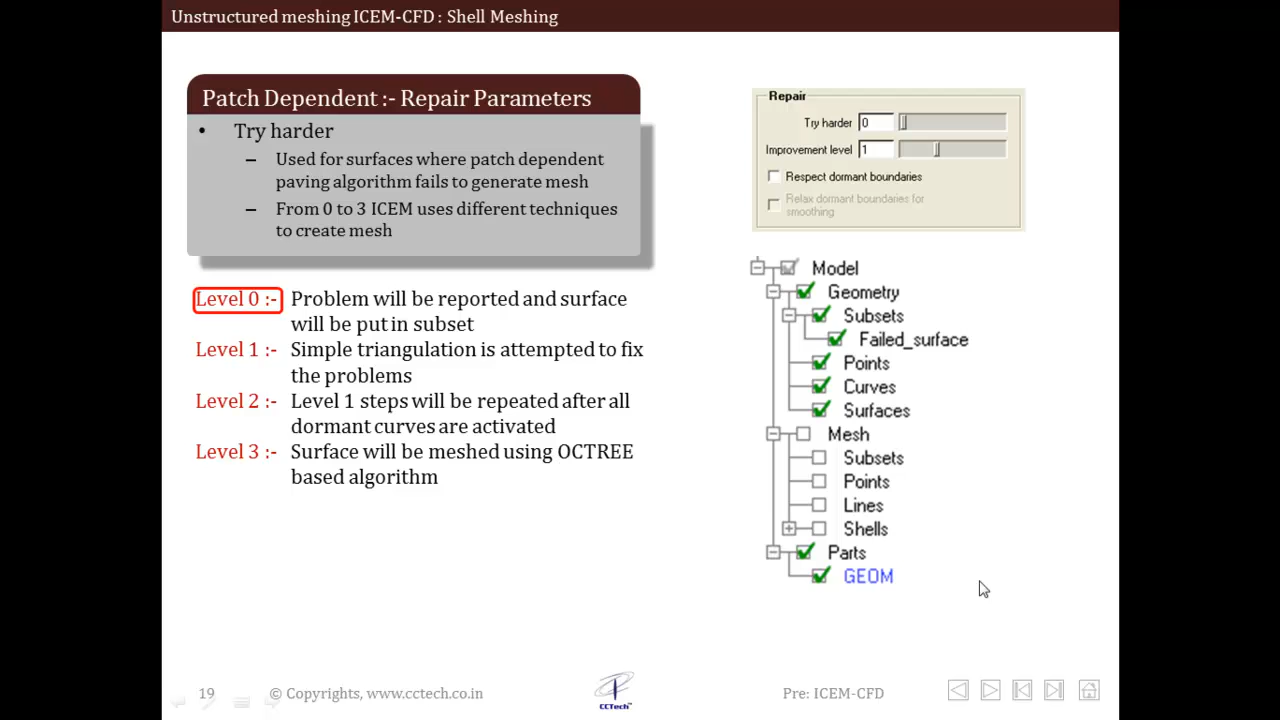 Unstructured meshing ICEM-CFD : Shell Meshing
Patch Dependent :- Repair Parameters
• Try harder
– Used for surfaces where patch dependent
paving algorithm fails to generate mesh
– From 0 to 3 ICEM uses different techniques
to create mesh
Level 0 :- Problem will be reported and surface
will be put in subset
Level 1 :- Simple triangulation is attempted to fix
the problems
Level 2 :- Level 1 steps will be repeated after all
dormant curves are activated
Level 3 :- Surface will be meshed using OCTREE
based algorithm
Repair
Try harder 0
Improvement level 1
Respect dormant boundaries
Relax dormant boundaries for
smoothing
Model
Geometry
Subsets
Failed_surface
Points
Curves
Surfaces
Mesh
Subsets
Points
Lines
Shells
Parts
GEOM
19 © Copyrights, www.cctech.co.in
CCTech™
Pre: ICEM-CFD